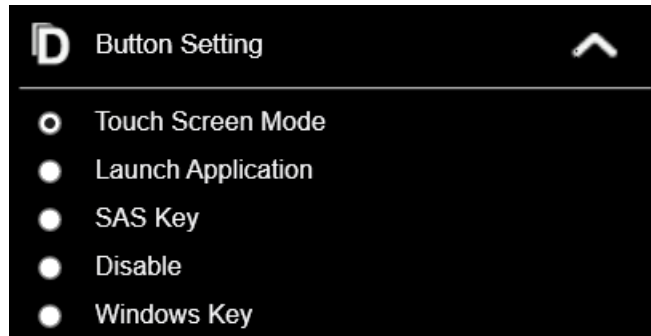 D Button Setting
Touch Screen Mode
Launch Application
SAS Key
Disable
Windows Key